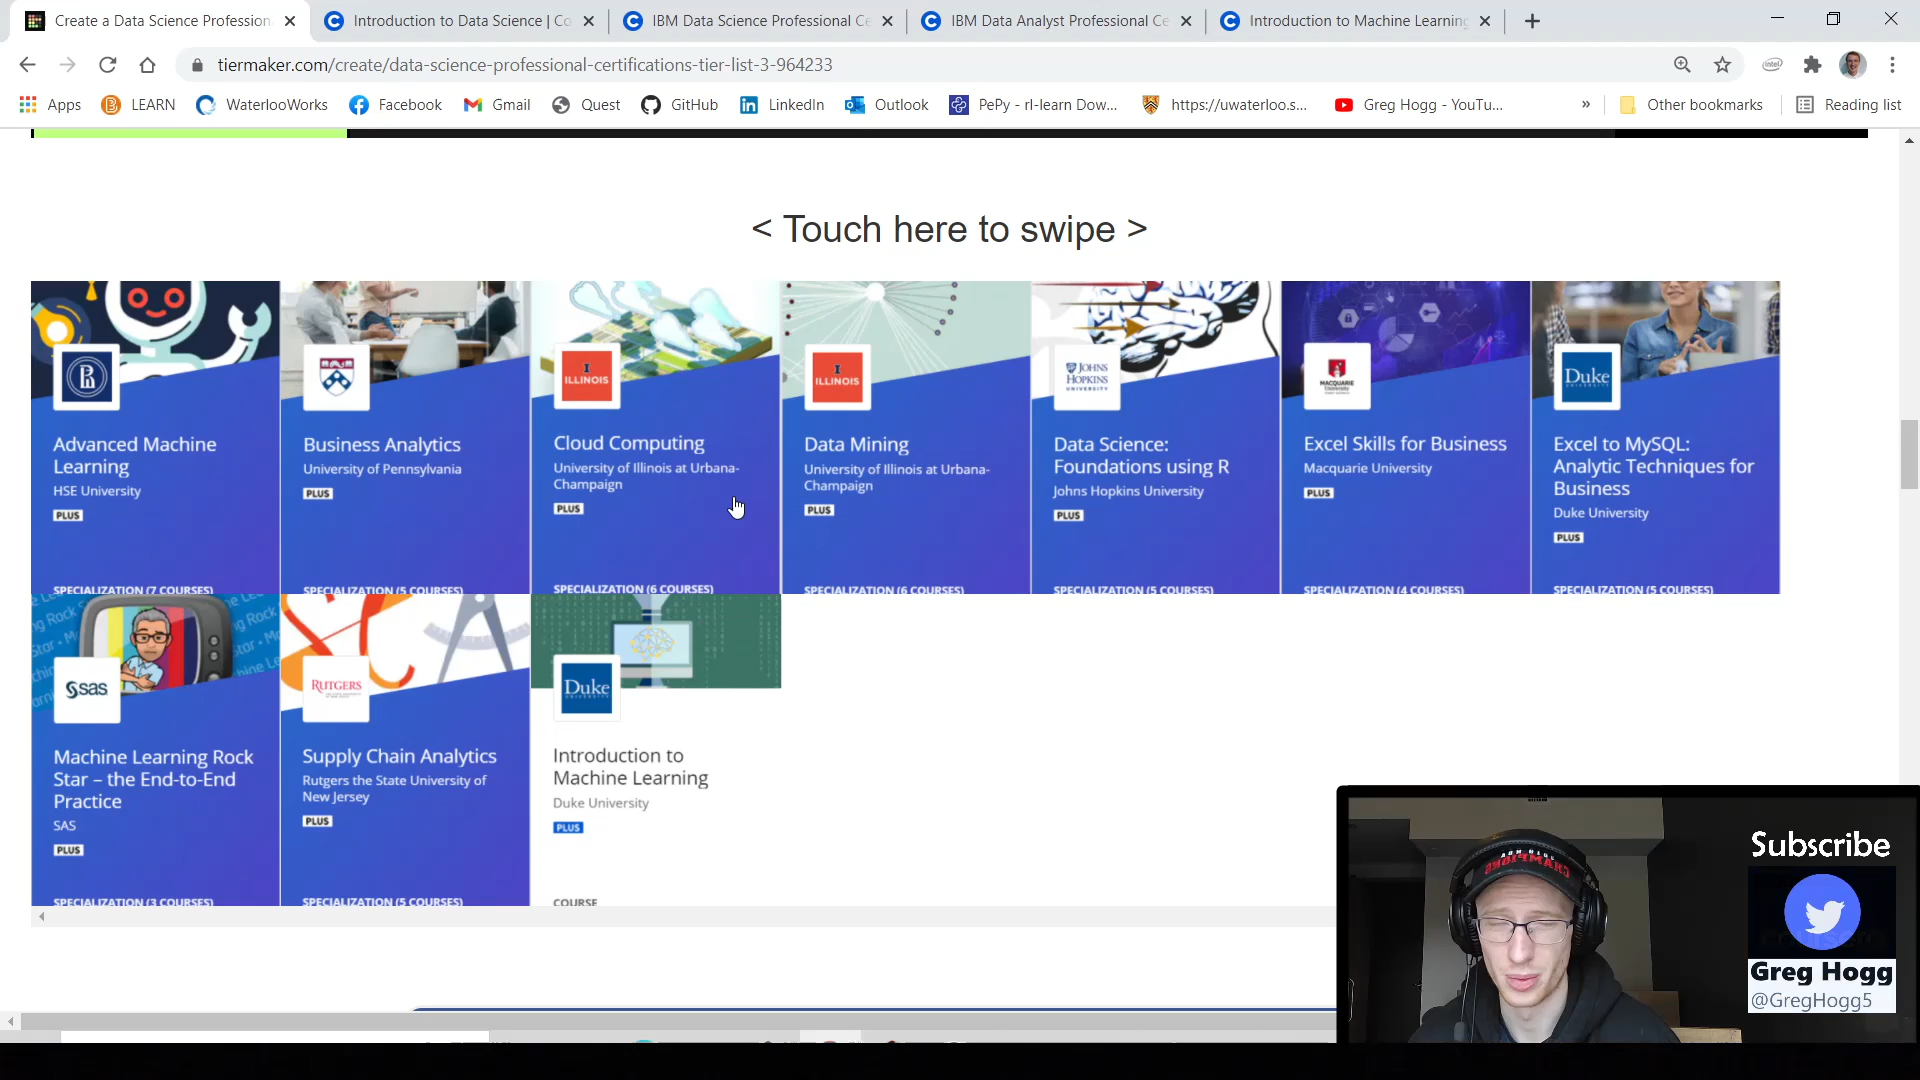 Create a Data Science Profession
Introduction to Data Science | Co
IBM Data Science Professional Ce
IBM Data Analyst Professional Ce
Introduction to Machine Learning
tiermaker.com/create/data-science-professional-certifications-tier-list-3-964233
Apps
LEARN
WaterlooWorks
Facebook
Gmail
Quest
GitHub
LinkedIn
Outlook
PePy - rl-learn Dow...
https://uwaterloo.s...
Greg Hogg - YouTu...
»
Other bookmarks
Reading list
< Touch here to swipe >
ILLINOIS
ILLINOIS
JOHNS HOPKINS
UNIVERSITY
MACQUARIE
University
Duke
Advanced Machine
Learning
HSE University
PLUS
SPECIALIZATION (7 COURSES)
Business Analytics
University of Pennsylvania
PLUS
SPECIALIZATION (5 COURSES)
Cloud Computing
University of Illinois at Urbana-
Champaign
PLUS
SPECIALIZATION (6 COURSES)
Data Mining
University of Illinois at Urbana-
Champaign
PLUS
SPECIALIZATION (6 COURSES)
Data Science:
Foundations using R
Johns Hopkins University
PLUS
SPECIALIZATION (5 COURSES)
Excel Skills for Business
Macquarie University
PLUS
SPECIALIZATION (4 COURSES)
Excel to MySQL:
Analytic Techniques for
Business
Duke University
PLUS
SPECIALIZATION (5 COURSES)
sas
Machine Learning Rock
Star – the End-to-End
Practice
SAS
PLUS
SPECIALIZATION (3 COURSES)
RUTGERS
Supply Chain Analytics
Rutgers the State University of
New Jersey
PLUS
SPECIALIZATION (5 COURSES)
Duke
UNIVERSITY
Introduction to
Machine Learning
Duke University
PLUS
COURSE
CHAMPIONS
Subscribe
Greg Hogg
@GregHogg5